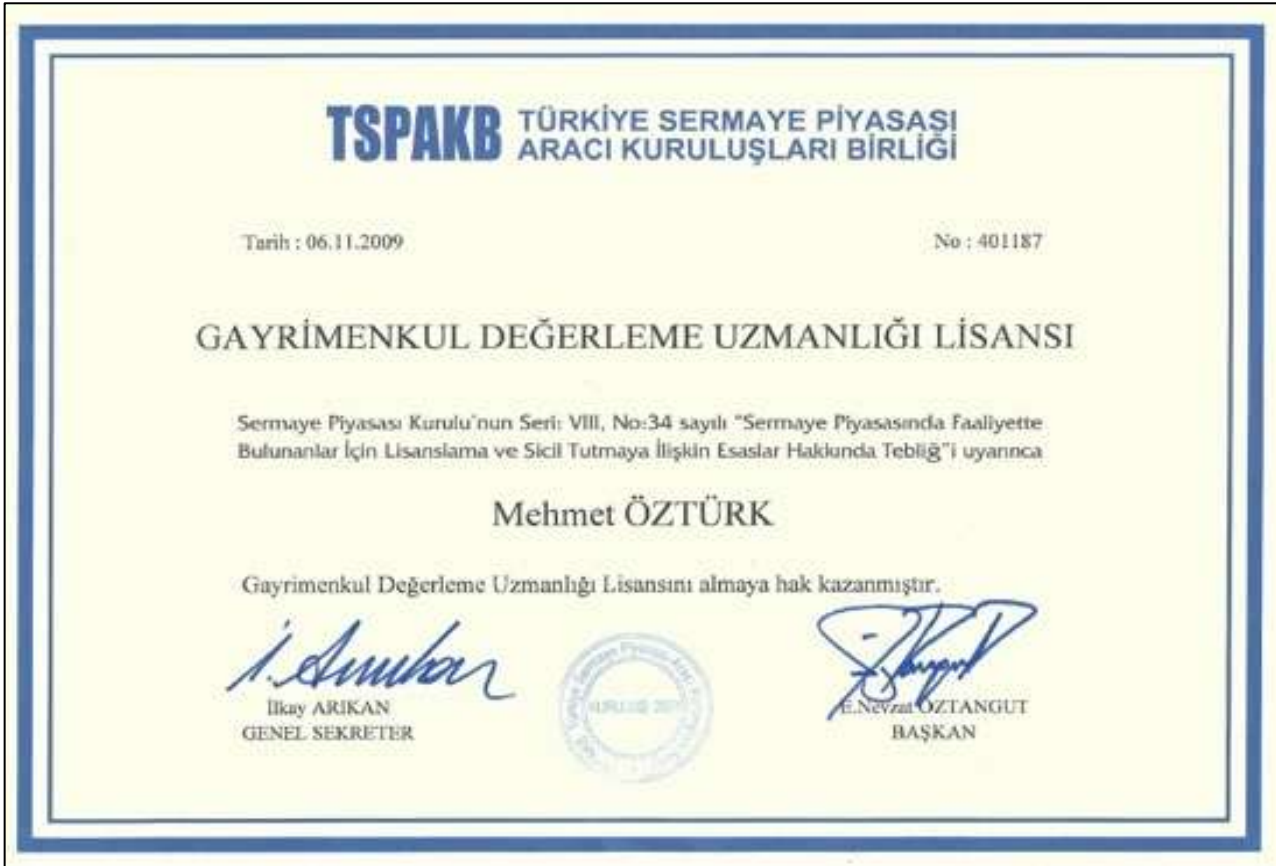 TSPAKB TÜRKİYE SERMAYE PİYASASI
ARACI KURULUŞLARI BİRLİĞİ
Tarih : 06.11.2009 No : 401187
GAYRİMENKUL DEĞERLEME UZMANLIĞI LİSANSI
Sermaye Piyasası Kurulu'nun Seri: VIII, No:34 sayılı "Sermaye Piyasasında Faaliyette
Bulunanlar İçin Lisanslama ve Sicil Tutmaya İlişkin Esaslar Hakkında Tebliğ"i uyarınca
Mehmet ÖZTÜRK
Gayrimenkul Değerleme Uzmanlığı Lisansını almaya hak kazanmıştır.
İlkay ARIKAN
GENEL SEKRETER
E.Nevzat ÖZTANGUT
BAŞKAN